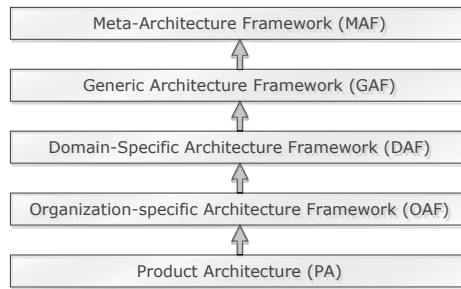 Meta-Architecture Framework (MAF)
Generic Architecture Framework (GAF)
Domain-Specific Architecture Framework (DAF)
Organization-specific Architecture Framework (OAF)
Product Architecture (PA)